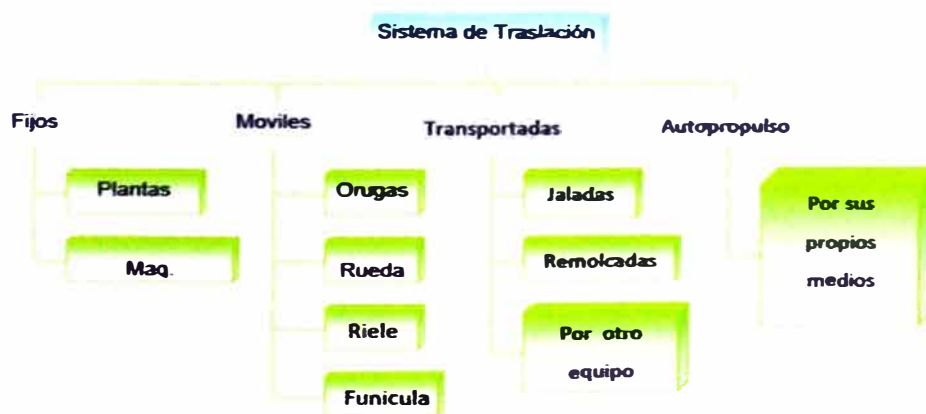 Sistema de Traslación
Fijos
Moviles
Transportadas
Autopropulso
Plantas
Maq.
Orugas
Rueda
Riele
Funicula
Jaladas
Remolcadas
Por otro
equipo
Por sus
propios
medios